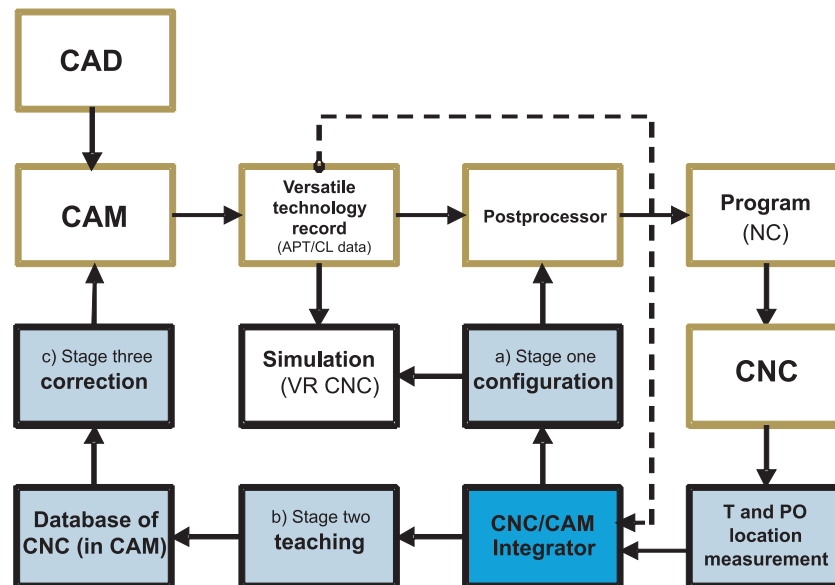 CAD
CAM
Versatile
technology
record
(APT/CL data)
Postprocessor
Program
(NC)
c) Stage three
correction
Simulation
(VR CNC)
a) Stage one
configuration
CNC
Database of
CNC (in CAM)
b) Stage two
teaching
CNC/CAM
Integrator
T and PO
location
measurement